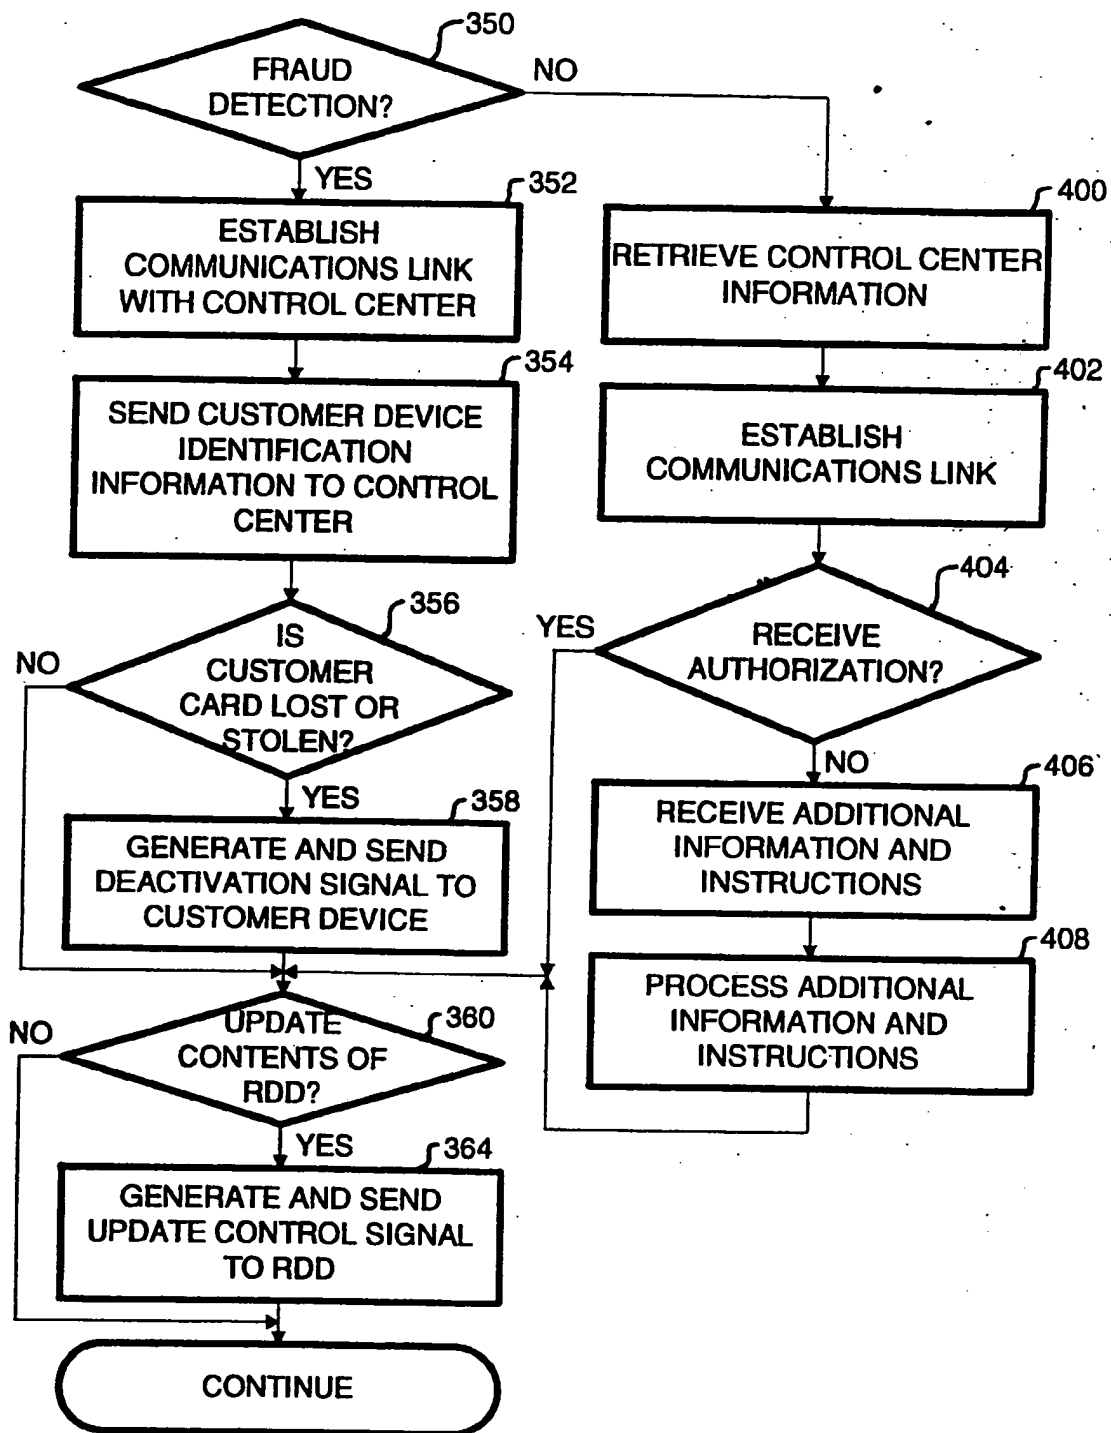 350
FRAUD
DETECTION?
NO
YES
352
ESTABLISH
COMMUNICATIONS LINK
WITH CONTROL CENTER
354
SEND CUSTOMER DEVICE
IDENTIFICATION
INFORMATION TO CONTROL
CENTER
356
IS
CUSTOMER
CARD LOST OR
STOLEN?
NO
YES
358
GENERATE AND SEND
DEACTIVATION SIGNAL TO
CUSTOMER DEVICE
360
UPDATE
CONTENTS OF
RDD?
NO
YES
364
GENERATE AND SEND
UPDATE CONTROL SIGNAL
TO RDD
CONTINUE
400
RETRIEVE CONTROL CENTER
INFORMATION
402
ESTABLISH
COMMUNICATIONS LINK
404
RECEIVE
AUTHORIZATION?
YES
NO
406
RECEIVE ADDITIONAL
INFORMATION AND
INSTRUCTIONS
408
PROCESS ADDITIONAL
INFORMATION AND
INSTRUCTIONS